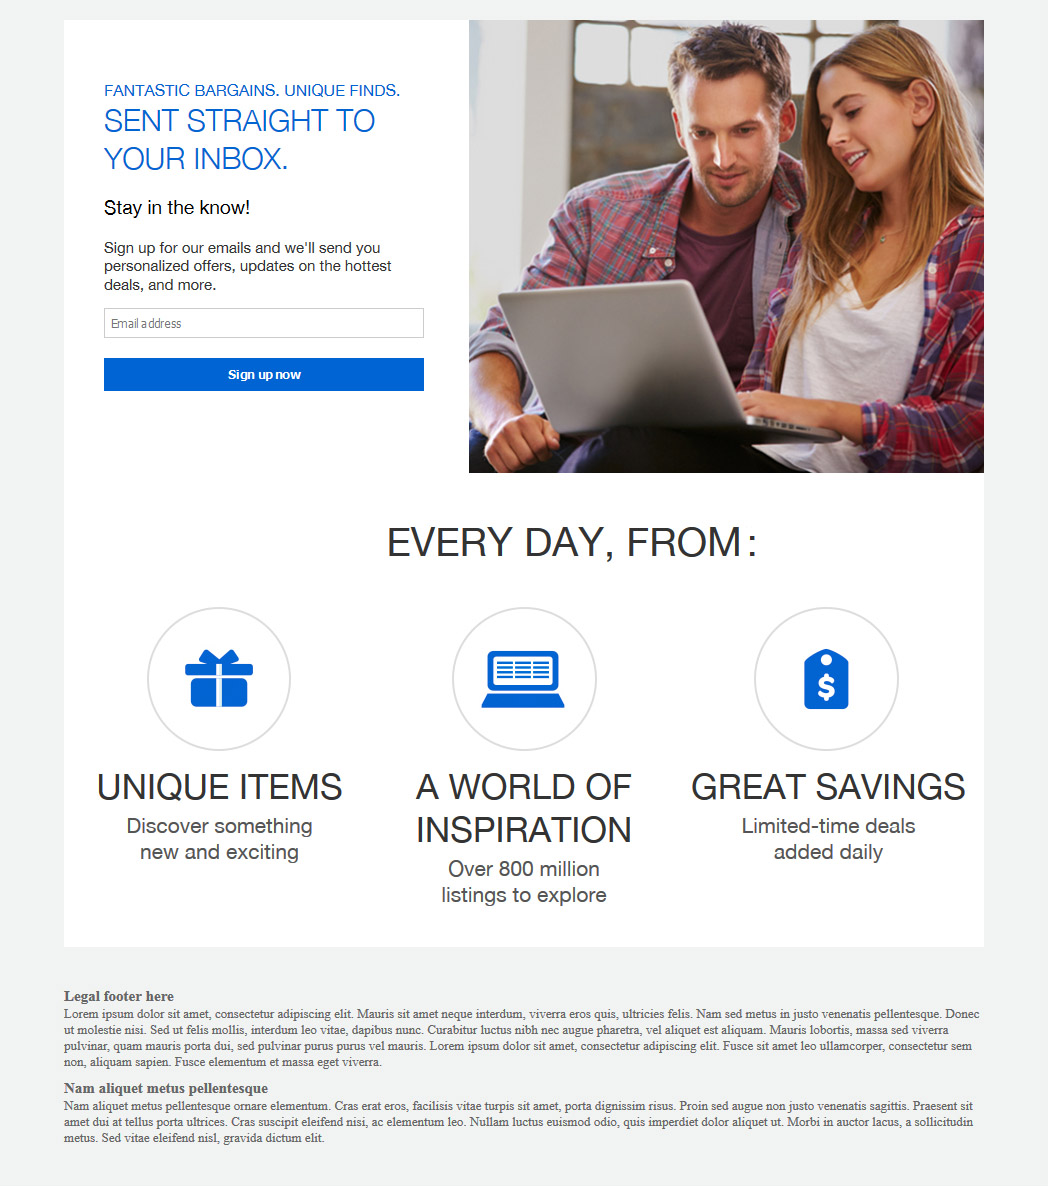 FANTASTIC BARGAINS. UNIQUE FINDS.
SENT STRAIGHT TO
YOUR INBOX.
Stay in the know!
Sign up for our emails and we'll send you
personalized offers, updates on the hottest
deals, and more.
Email address
Sign up now
EVERY DAY, FROM:
$
UNIQUE ITEMS
Discover something
new and exciting
A WORLD OF
INSPIRATION
Over 800 million
listings to explore
GREAT SAVINGS
Limited-time deals
added daily
Legal footer here
Lorem ipsum dolor sit amet, consectetur adipiscing elit. Mauris sit amet neque interdum, viverra eros quis, ultricies felis. Nam sed metus in justo venenatis pellentesque. Donec
ut molestie nisi. Sed ut felis mollis, interdum leo vitae, dapibus nunc. Curabitur luctus nibh nec augue pharetra, vel aliquet est aliquam. Mauris lobortis, massa sed viverra
pulvinar, quam mauris porta dui, sed pulvinar purus purus vel mauris. Lorem ipsum dolor sit amet, consectetur adipiscing elit. Fusce sit amet leo ullamcorper, consectetur sem
non, aliquam sapien. Fusce elementum et massa eget viverra.
Nam aliquet metus pellentesque
Nam aliquet metus pellentesque ornare elementum. Cras erat eros, facilisis vitae turpis sit amet, porta dignissim risus. Proin sed augue non justo venenatis sagittis. Praesent sit
amet dui at tellus porta ultrices. Cras suscipit eleifend nisi, ac elementum leo. Nullam luctus euismod odio, quis imperdiet dolor aliquet ut. Morbi in auctor lacus, a sollicitudin
metus. Sed vitae eleifend nisl, gravida dictum elit.